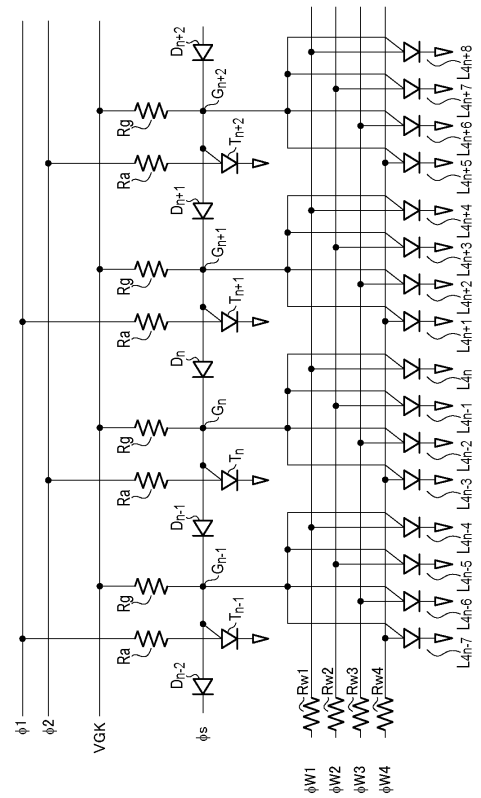 Dn+2
L4n+8
Gn+2
L4n+7
Rg
Tn+2
L4n+6
Ra
L4n+5
Dn+1
L4n+4
Gn+1
L4n+3
Rg
Tn+1
L4n+2
Ra
L4n+1
Dn
L4n
Gn
L4n-1
Rg
Tn
L4n-2
Ra
L4n-3
Dn-1
L4n-4
Gn-1
L4n-5
Rg
Tn-1
L4n-6
Ra
L4n-7
Dn-2
Rw1
Rw2
Rw3
Rw4
ϕ1
ϕ2
VGK
ϕs
ϕW1
ϕW2
ϕW3
ϕW4